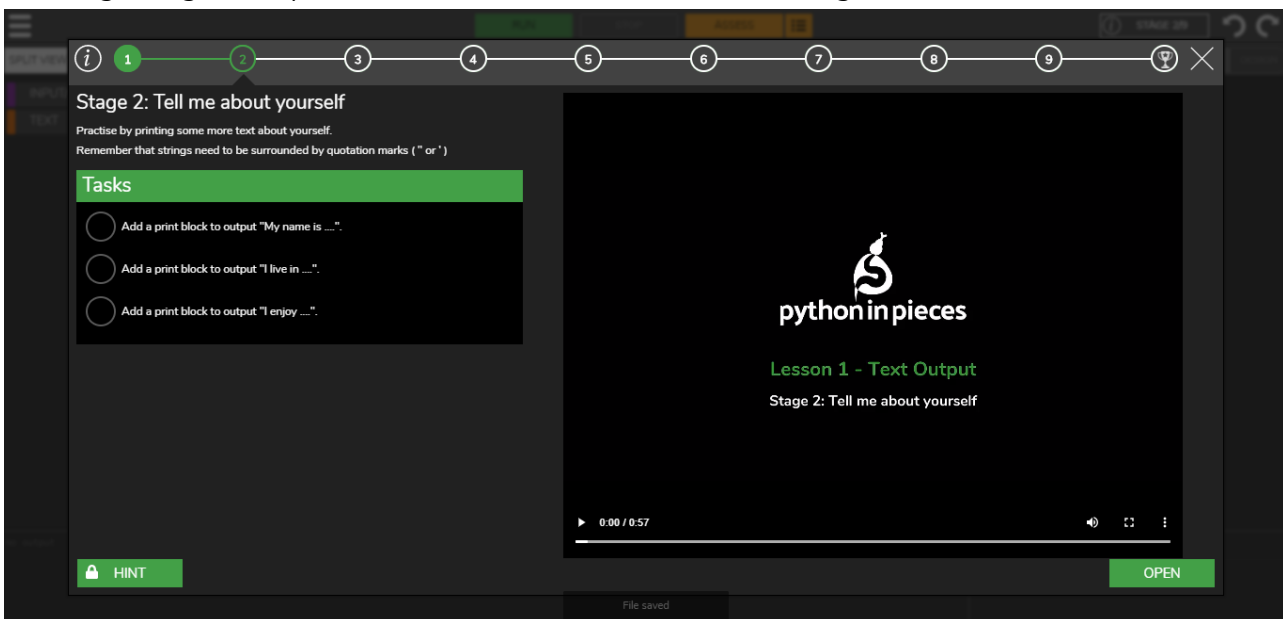 RUN
ASSESS
STAGE 2/9
SPLIT VIEW
INPUT
TEXT
i 1 2 3 4 5 6 7 8 9
Stage 2: Tell me about yourself
Practise by printing some more text about yourself.
Remember that strings need to be surrounded by quotation marks ( " or ' )
Tasks
Add a print block to output "My name is ....".
Add a print block to output "I live in ....".
Add a print block to output "I enjoy ....".
python in pieces
Lesson 1 - Text Output
Stage 2: Tell me about yourself
0:00 / 0:57
HINT
OPEN
File saved